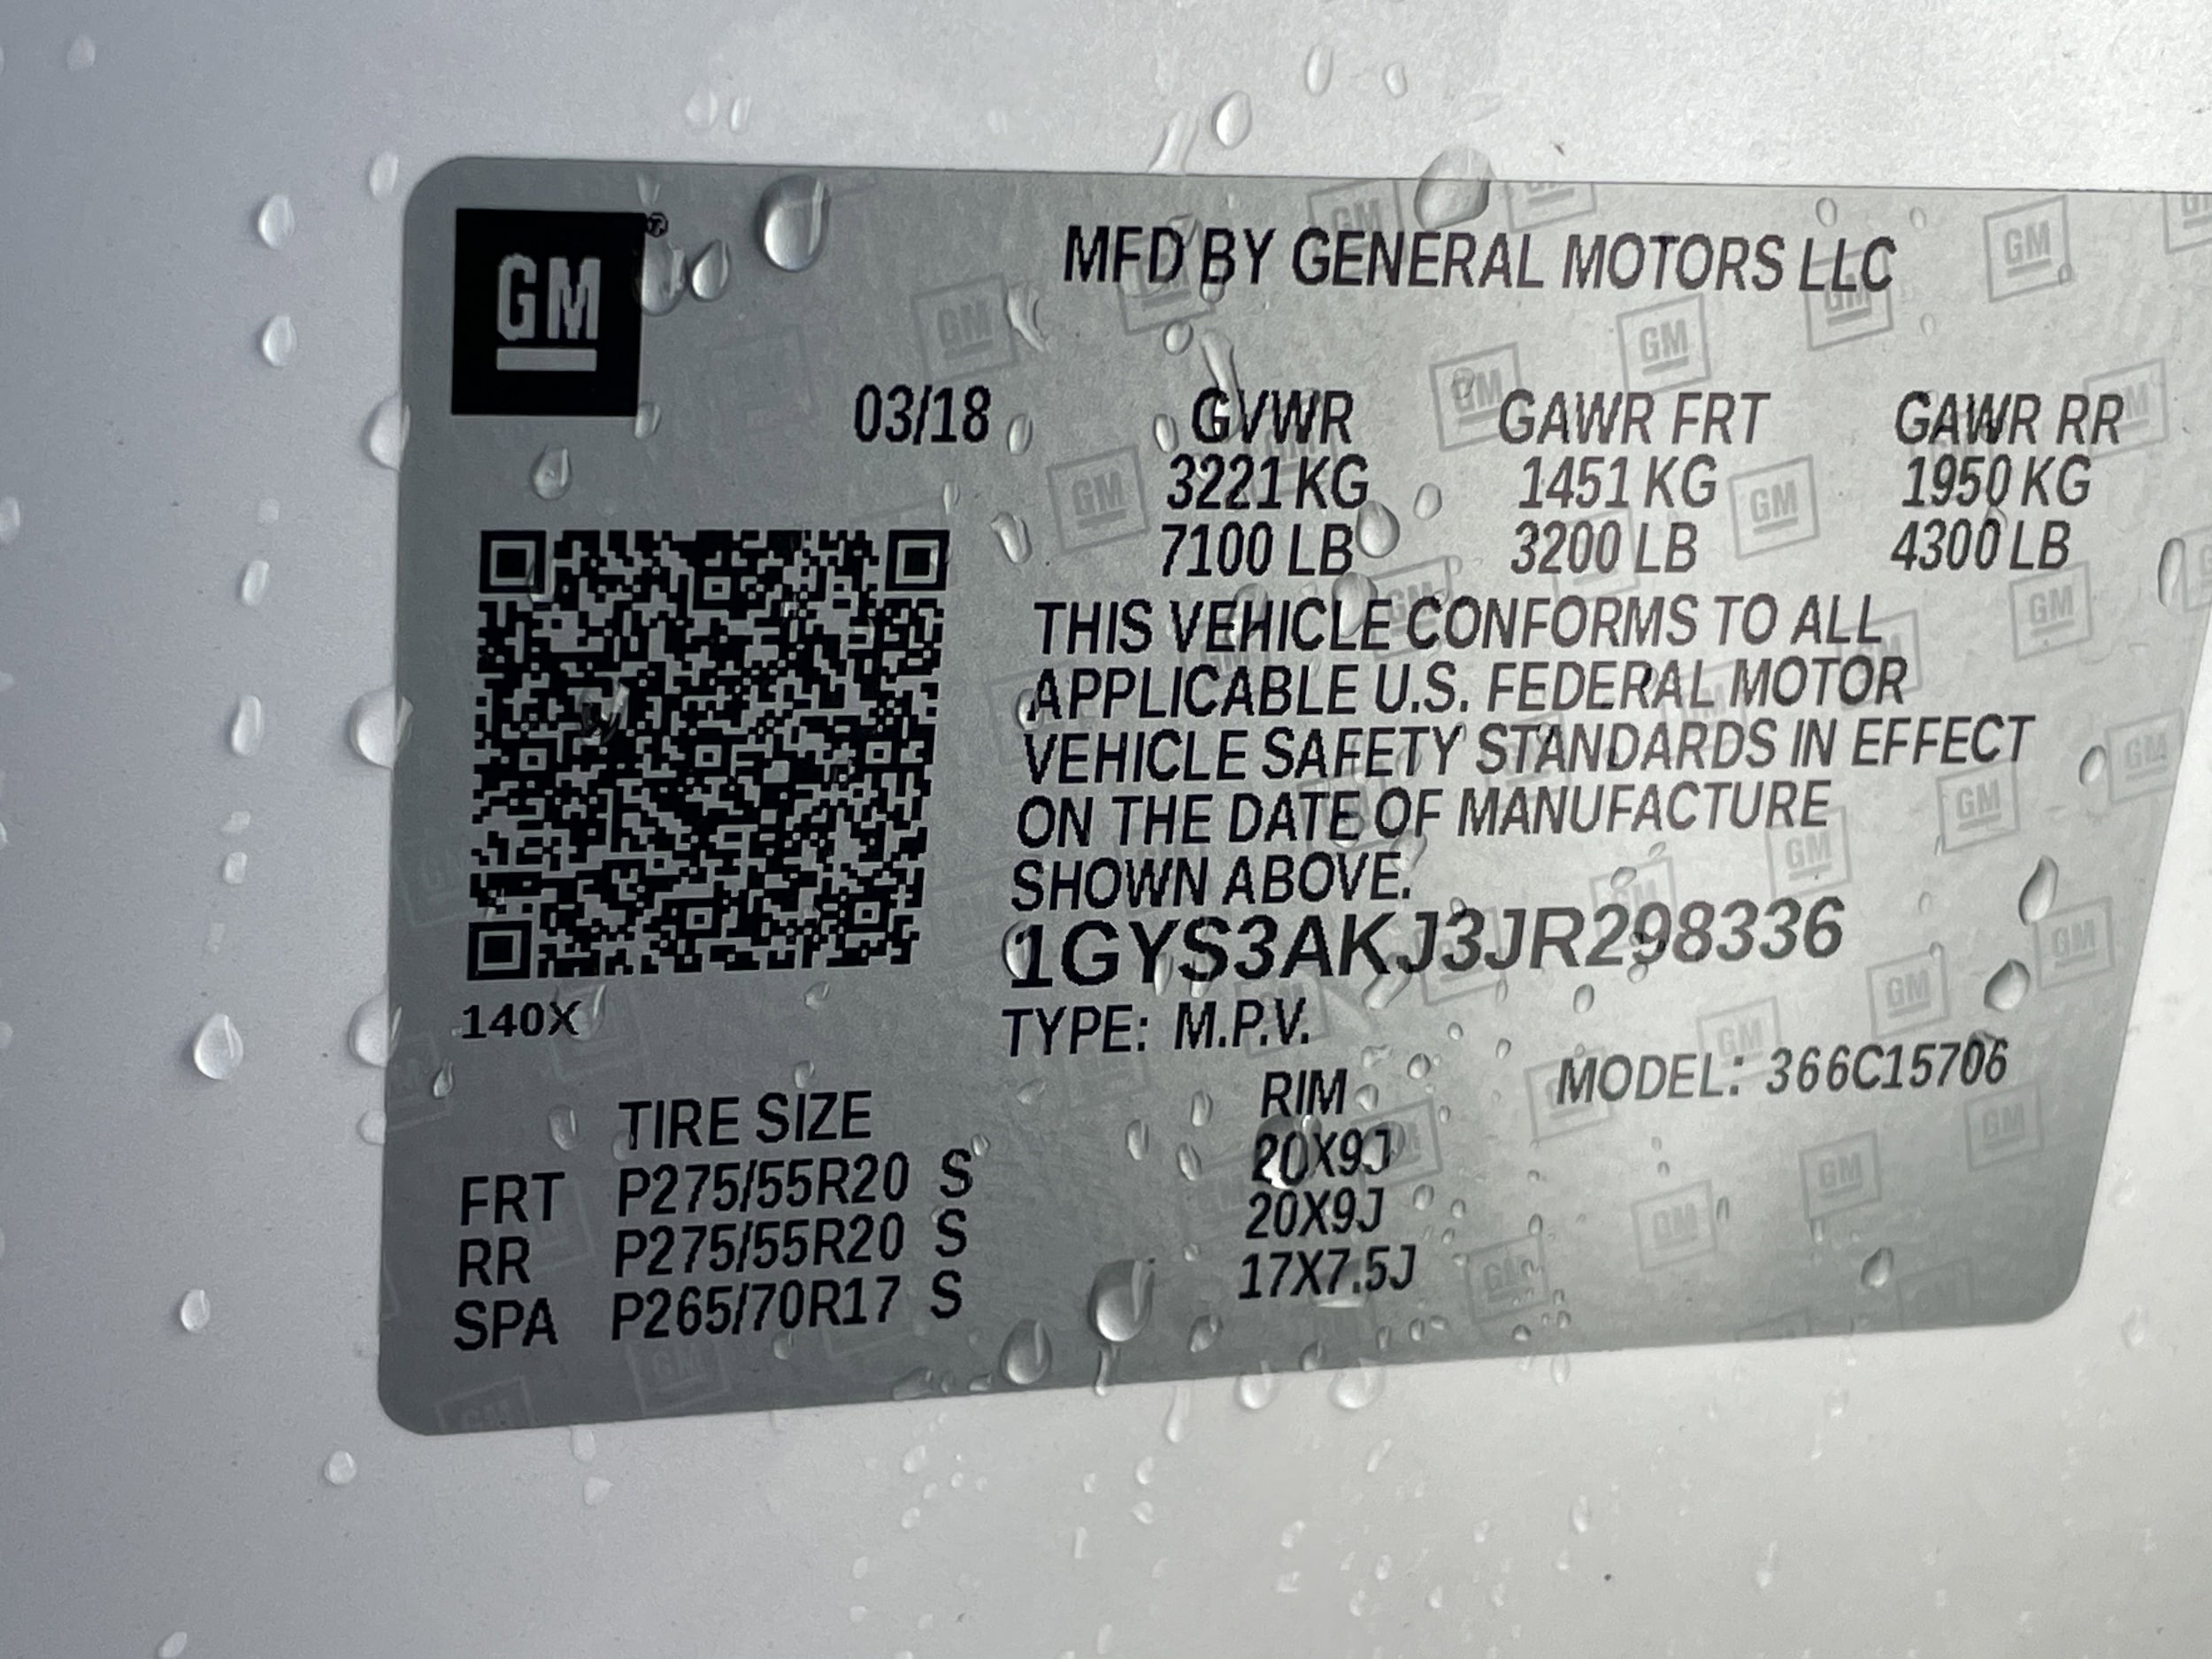 GM®
MFD BY GENERAL MOTORS LLC
03/18 GVWR GAWR FRT GAWR RR
3221 KG 1451 KG 1950 KG
7100 LB 3200 LB 4300 LB
THIS VEHICLE CONFORMS TO ALL
APPLICABLE U.S. FEDERAL MOTOR
VEHICLE SAFETY STANDARDS IN EFFECT
ON THE DATE OF MANUFACTURE
SHOWN ABOVE.
1GYS3AKJ3JR298336
140X
TYPE: M.P.V. MODEL: 366C15706
TIRE SIZE RIM
FRT P275/55R20 S 20X9J
RR P275/55R20 S 20X9J
SPA P265/70R17 S 17X7.5J